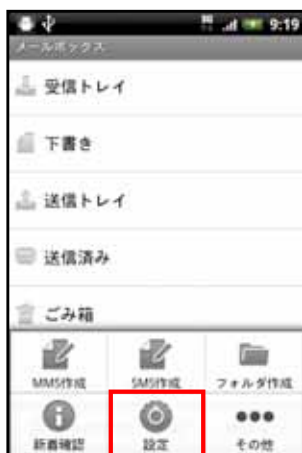 9:19
メールボックス
受信トレイ
下書き
送信トレイ
送信済み
ごみ箱
MMS作成 SMS作成 フォルダ作成
新着確認 設定 その他